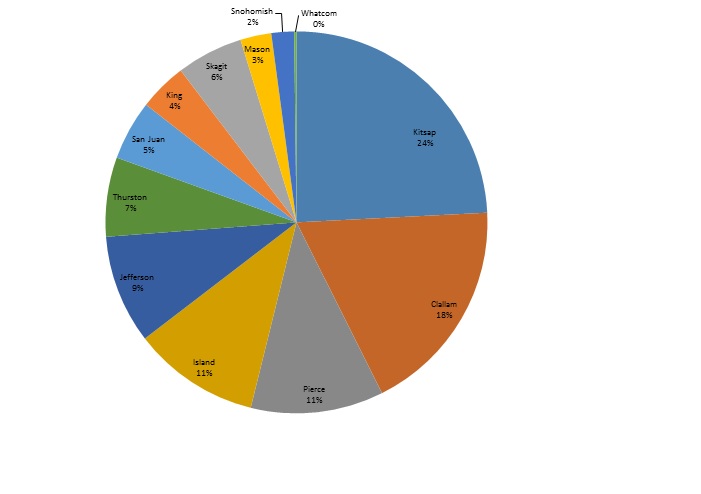 Snohomish
2%
Whatcom
0%
Mason
3%
Skagit
6%
King
4%
Kitsap
24%
San Juan
5%
Thurston
7%
Jefferson
9%
Clallam
18%
Island
11%
Pierce
11%